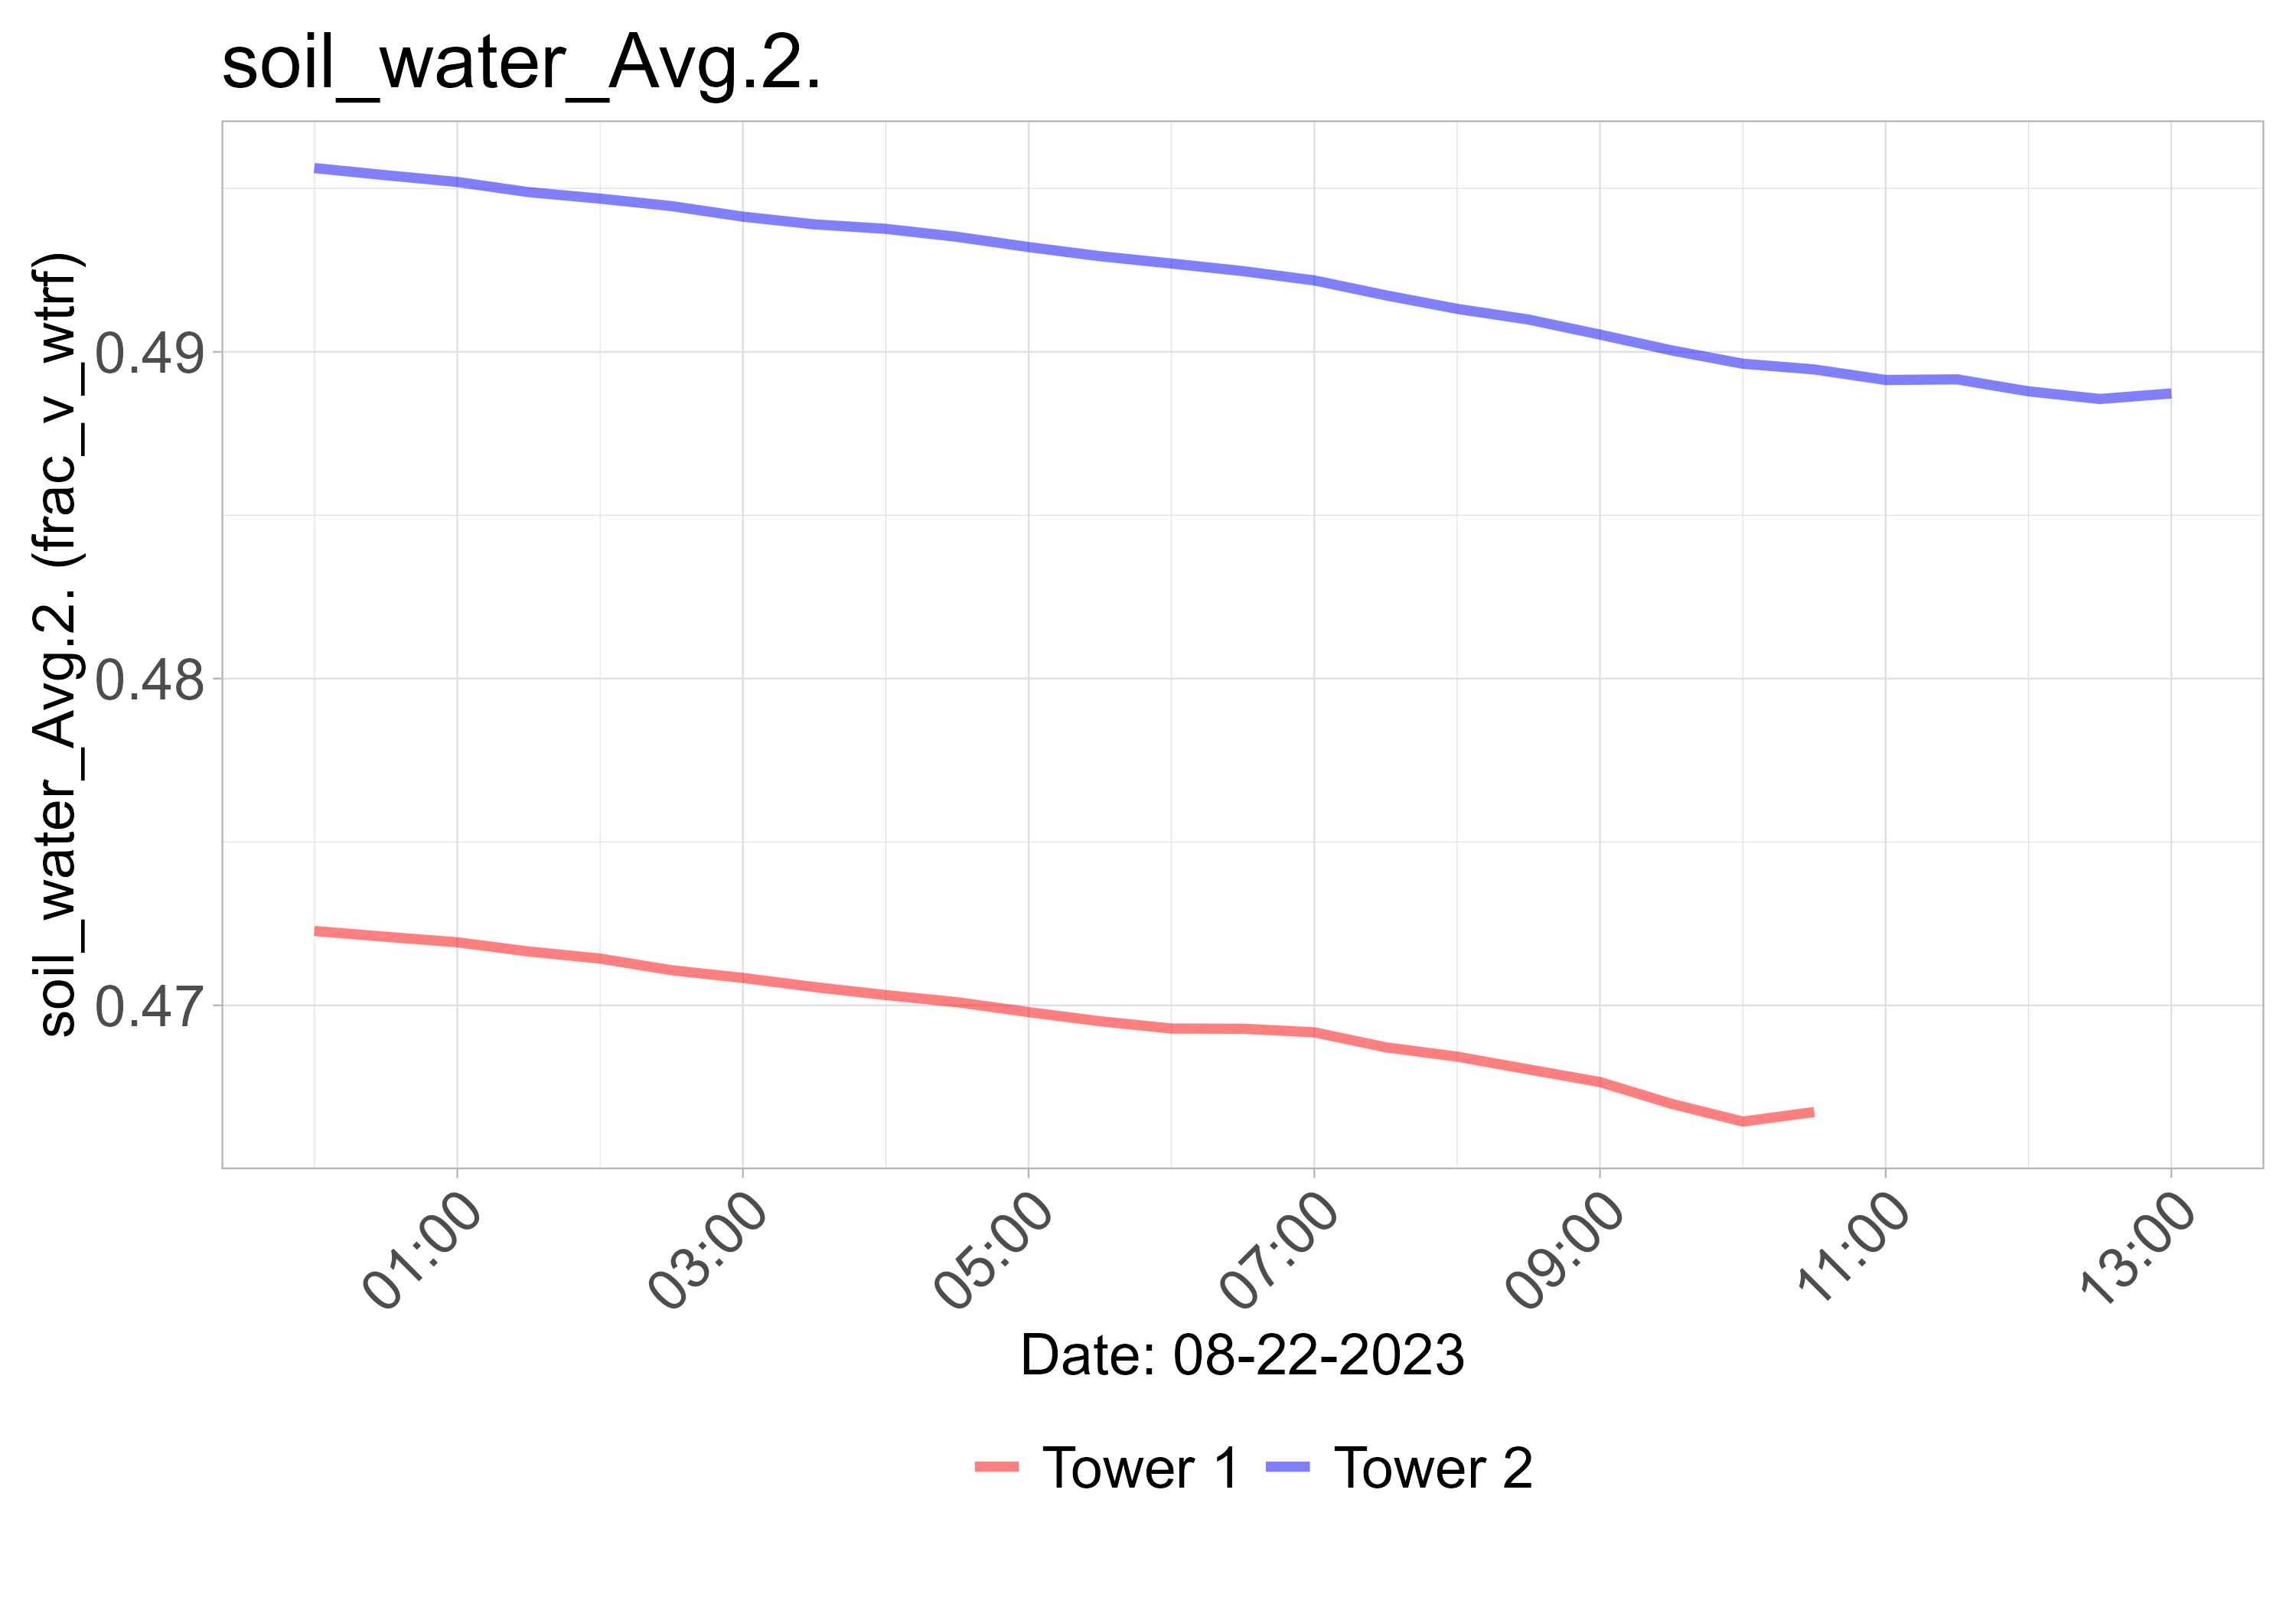 soil_water_Avg.2.
soil_water_Avg.2. (frac_v_wtrf)
0.49
0.48
0.47
01:00
03:00
05:00
07:00
09:00
11:00
13:00
Date: 08-22-2023
Tower 1
Tower 2